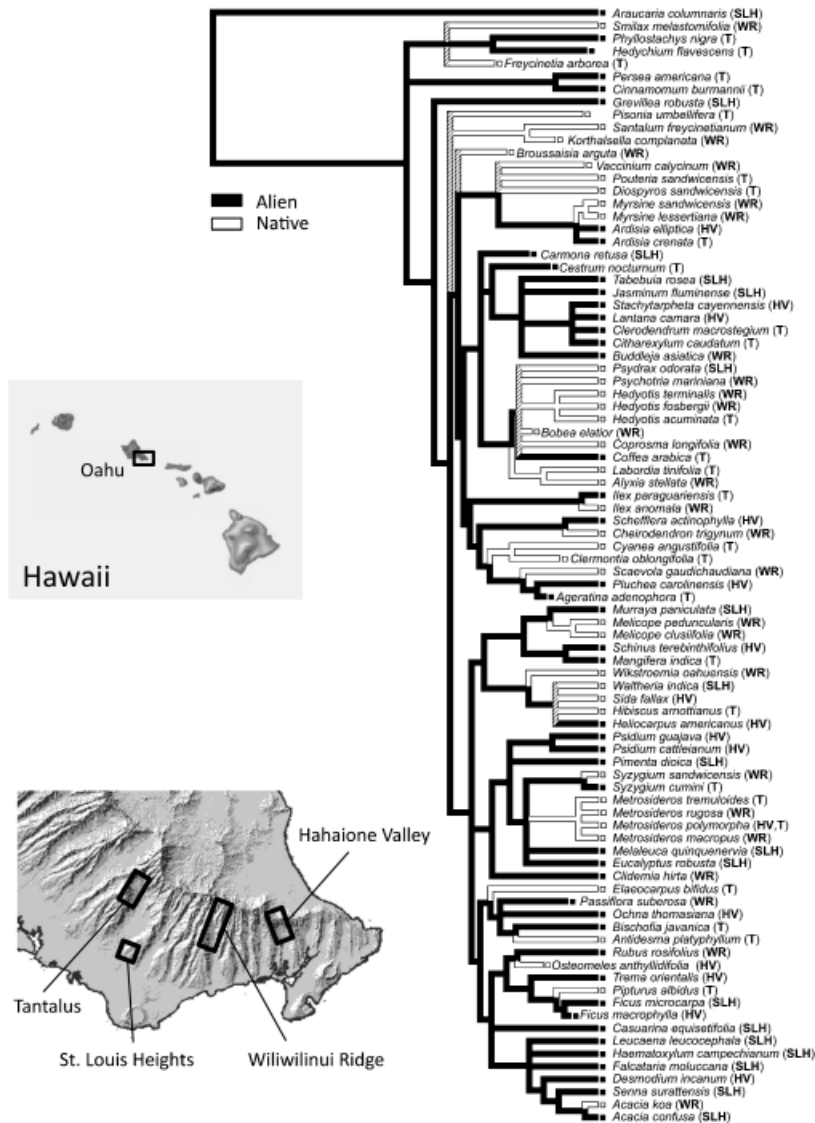 Araucaria columnaris (SLH)
Smilax melastomifolia (WR)
Phyllostachys nigra (T)
Hedychium flavescens (T)
Freycinetia arborea (T)
Persea americana (T)
Cinnamomum burmannii (T)
Grevillea robusta (SLH)
Pisonia umbellifera (T)
Santalum freycinetianum (WR)
Korthalsella complanata (WR)
Broussaisia arguta (WR)
Vaccinium calycinum (WR)
Pouteria sandwicensis (T)
Diospyros sandwicensis (T)
Myrsine sandwicensis (WR)
Myrsine lessertiana (WR)
Ardisia elliptica (HV)
Ardisia crenata (T)
Carmona retusa (SLH)
Cestrum nocturnum (T)
Tabebuia rosea (SLH)
Jasminum fluminense (SLH)
Stachytarpheta cayennensis (HV)
Lantana camara (HV)
Clerodendrum macrostegium (T)
Citharexylum caudatum (T)
Buddleja asiatica (WR)
Psydrax odorata (SLH)
Psychotria mariniana (WR)
Hedyotis terminalis (WR)
Hedyotis fosbergii (WR)
Hedyotis acuminata (T)
Bobea elatior (WR)
Coprosma longifolia (WR)
Coffea arabica (T)
Labordia tinifolia (T)
Alyxia stellata (WR)
Ilex paraguariensis (T)
Ilex anomala (WR)
Schefflera actinophylla (HV)
Cheirodendron trigynum (WR)
Cyanea angustifolia (T)
Clermontia oblongifolia (T)
Scaevola gaudichaudiana (WR)
Pluchea carolinensis (HV)
Ageratina adenophora (T)
Murraya paniculata (SLH)
Melicope peduncularis (WR)
Melicope clusiifolia (WR)
Schinus terebinthifolius (HV)
Mangifera indica (T)
Wikstroemia oahuensis (WR)
Waltheria indica (SLH)
Sida fallax (HV)
Hibiscus arnottianus (T)
Heliocarpus americanus (HV)
Psidium guajava (HV)
Psidium cattleianum (HV)
Pimenta dioica (SLH)
Syzygium sandwicensis (WR)
Syzygium cumini (T)
Metrosideros tremuloides (T)
Metrosideros rugosa (WR)
Metrosideros polymorpha (HV,T)
Metrosideros macropus (WR)
Melaleuca quinquenervia (SLH)
Eucalyptus robusta (SLH)
Clidemia hirta (WR)
Elaeocarpus bifidus (T)
Passiflora suberosa (WR)
Ochna thomasiana (HV)
Bischofia javanica (T)
Antidesma platyphyllum (T)
Rubus rosifolius (WR)
Osteomeles anthyllidifolia (HV)
Trema orientalis (HV)
Pipturus albidus (T)
Ficus microcarpa (SLH)
Ficus macrophylla (HV)
Casuarina equisetifolia (SLH)
Leucaena leucocephala (SLH)
Haematoxylum campechianum (SLH)
Falcataria moluccana (SLH)
Desmodium incanum (HV)
Senna surattensis (SLH)
Acacia koa (WR)
Acacia confusa (SLH)
Alien
Native
Oahu
Hawaii
Hahaione Valley
Tantalus
St. Louis Heights
Wiliwilinui Ridge